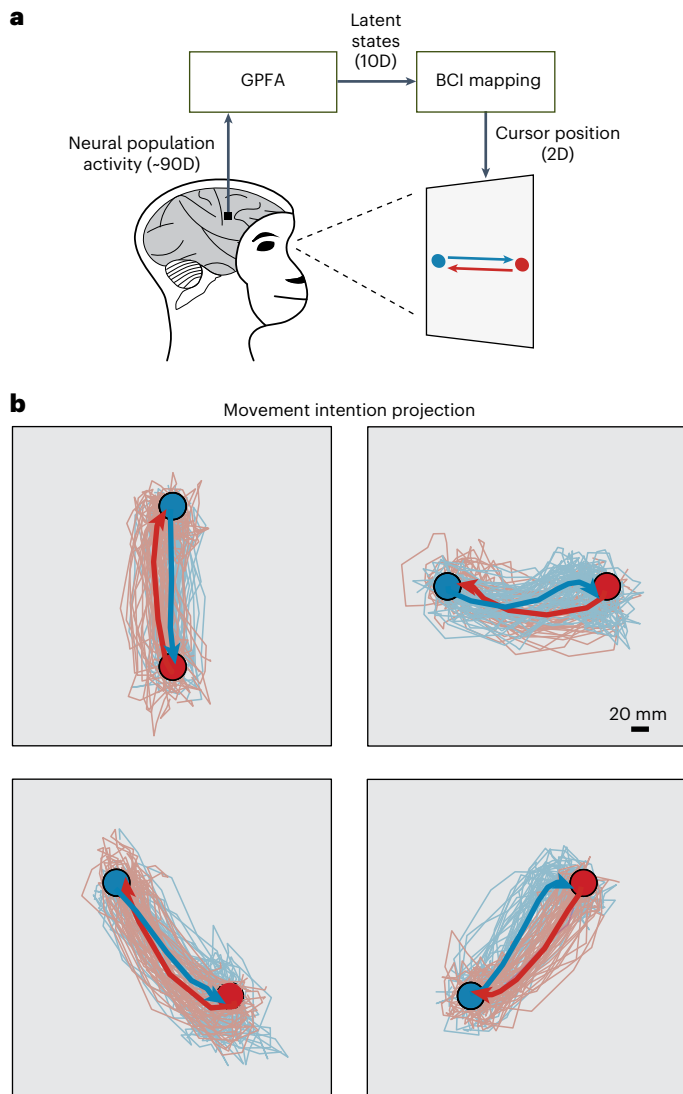 a
Latent
states
(10D)
GPFA
BCI mapping
Neural population
activity (~90D)
Cursor position
(2D)
b
Movement intention projection
20 mm